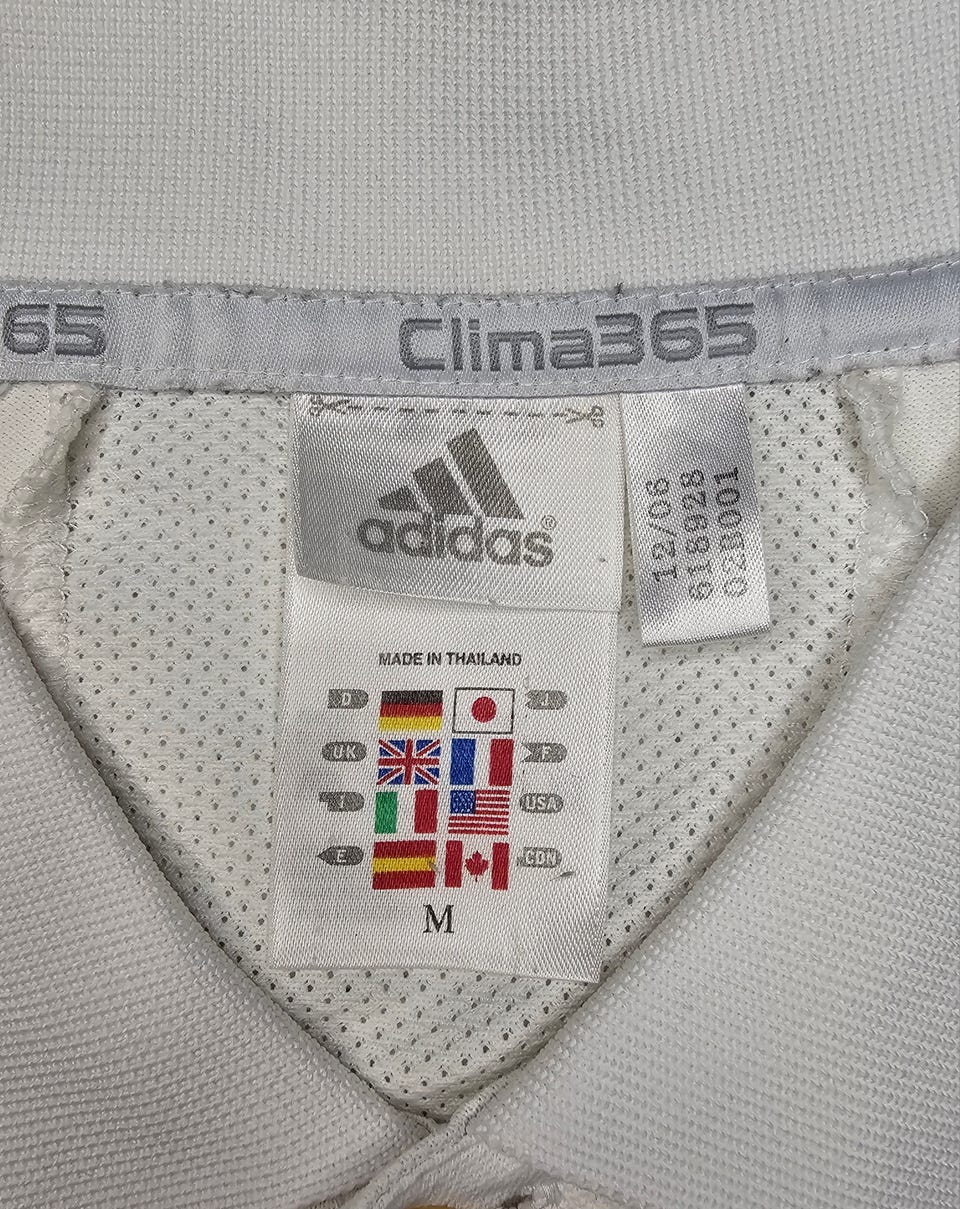 65
Clima365
adidas®
12/06
618928
02B001
MADE IN THAILAND
D
J
UK
F
I
USA
E
CDN
M